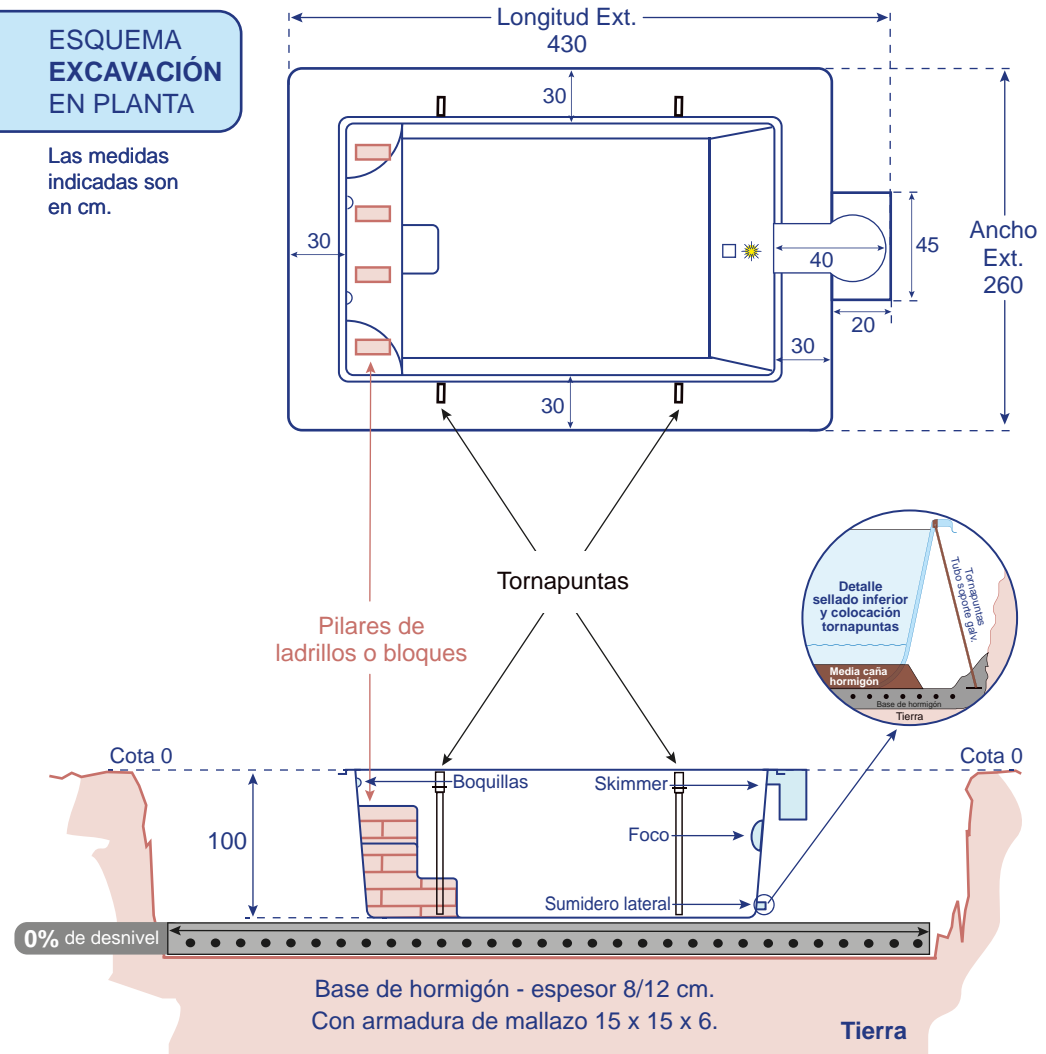 ESQUEMA
EXCAVACIÓN
EN PLANTA
Las medidas
indicadas son
en cm.
Longitud Ext.
430
30
30
40
45
20
30
30
Ancho
Ext.
260
Tornapuntas
Pilares de
ladrillos o bloques
Detalle
sellado inferior
y colocación
tornapuntas
Tornapuntas
Tubo soporte galv.
Media caña
hormigón
Base de hormigón
Tierra
Cota 0
Cota 0
Boquillas
Skimmer
100
Foco
Sumidero lateral
0% de desnivel
Base de hormigón - espesor 8/12 cm.
Con armadura de mallazo 15 x 15 x 6.
Tierra